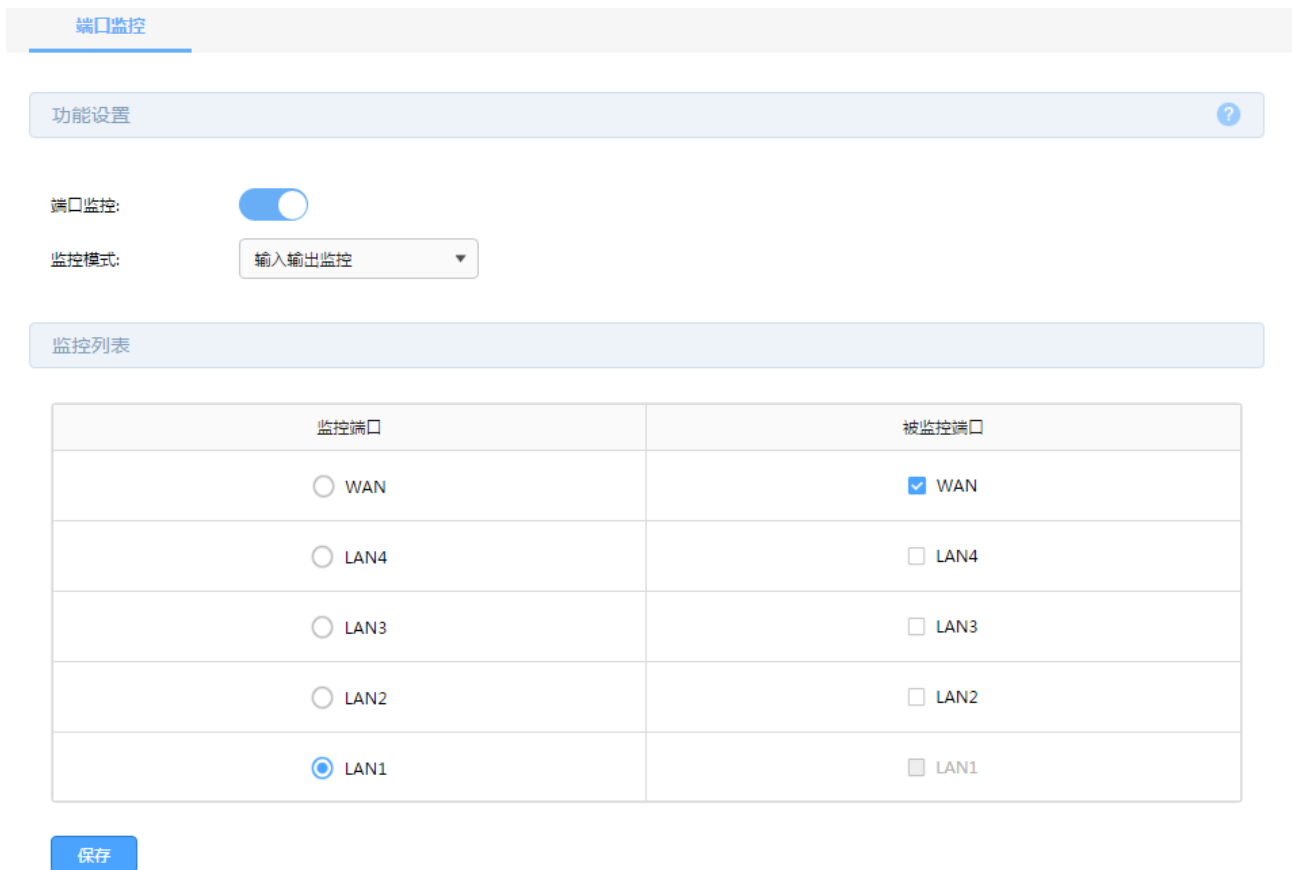 端口监控
功能设置
?
端口监控:
监控模式: 输入输出监控
监控列表
监控端口 被监控端口
WAN WAN
LAN4 LAN4
LAN3 LAN3
LAN2 LAN2
LAN1 LAN1
保存